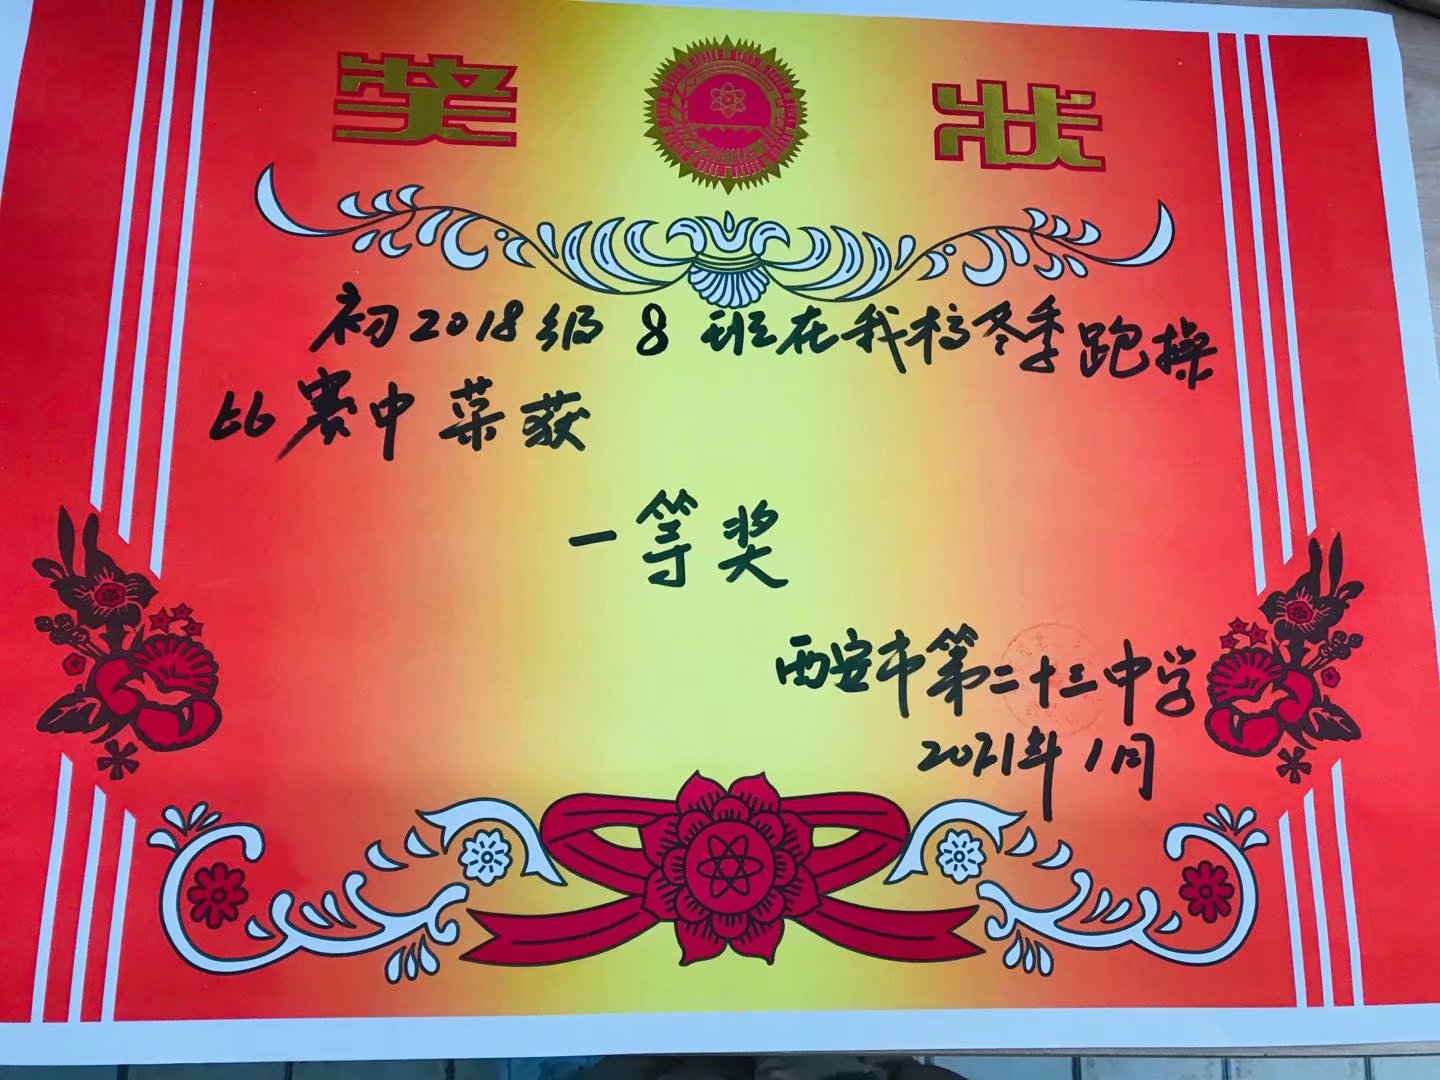 奖状
初2018级8班在我校冬季跑操
比赛中荣获
一等奖
西安市第二十三中学
2021年1月